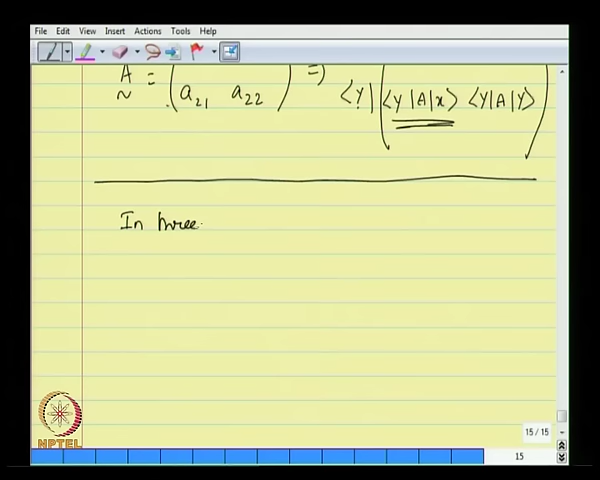 File Edit View Insert Actions Tools Help
A = ( a21 a22 ) => <Y| ( <Y|A|x> <Y|A|Y> )
~
In three
15/15
NPTEL
15